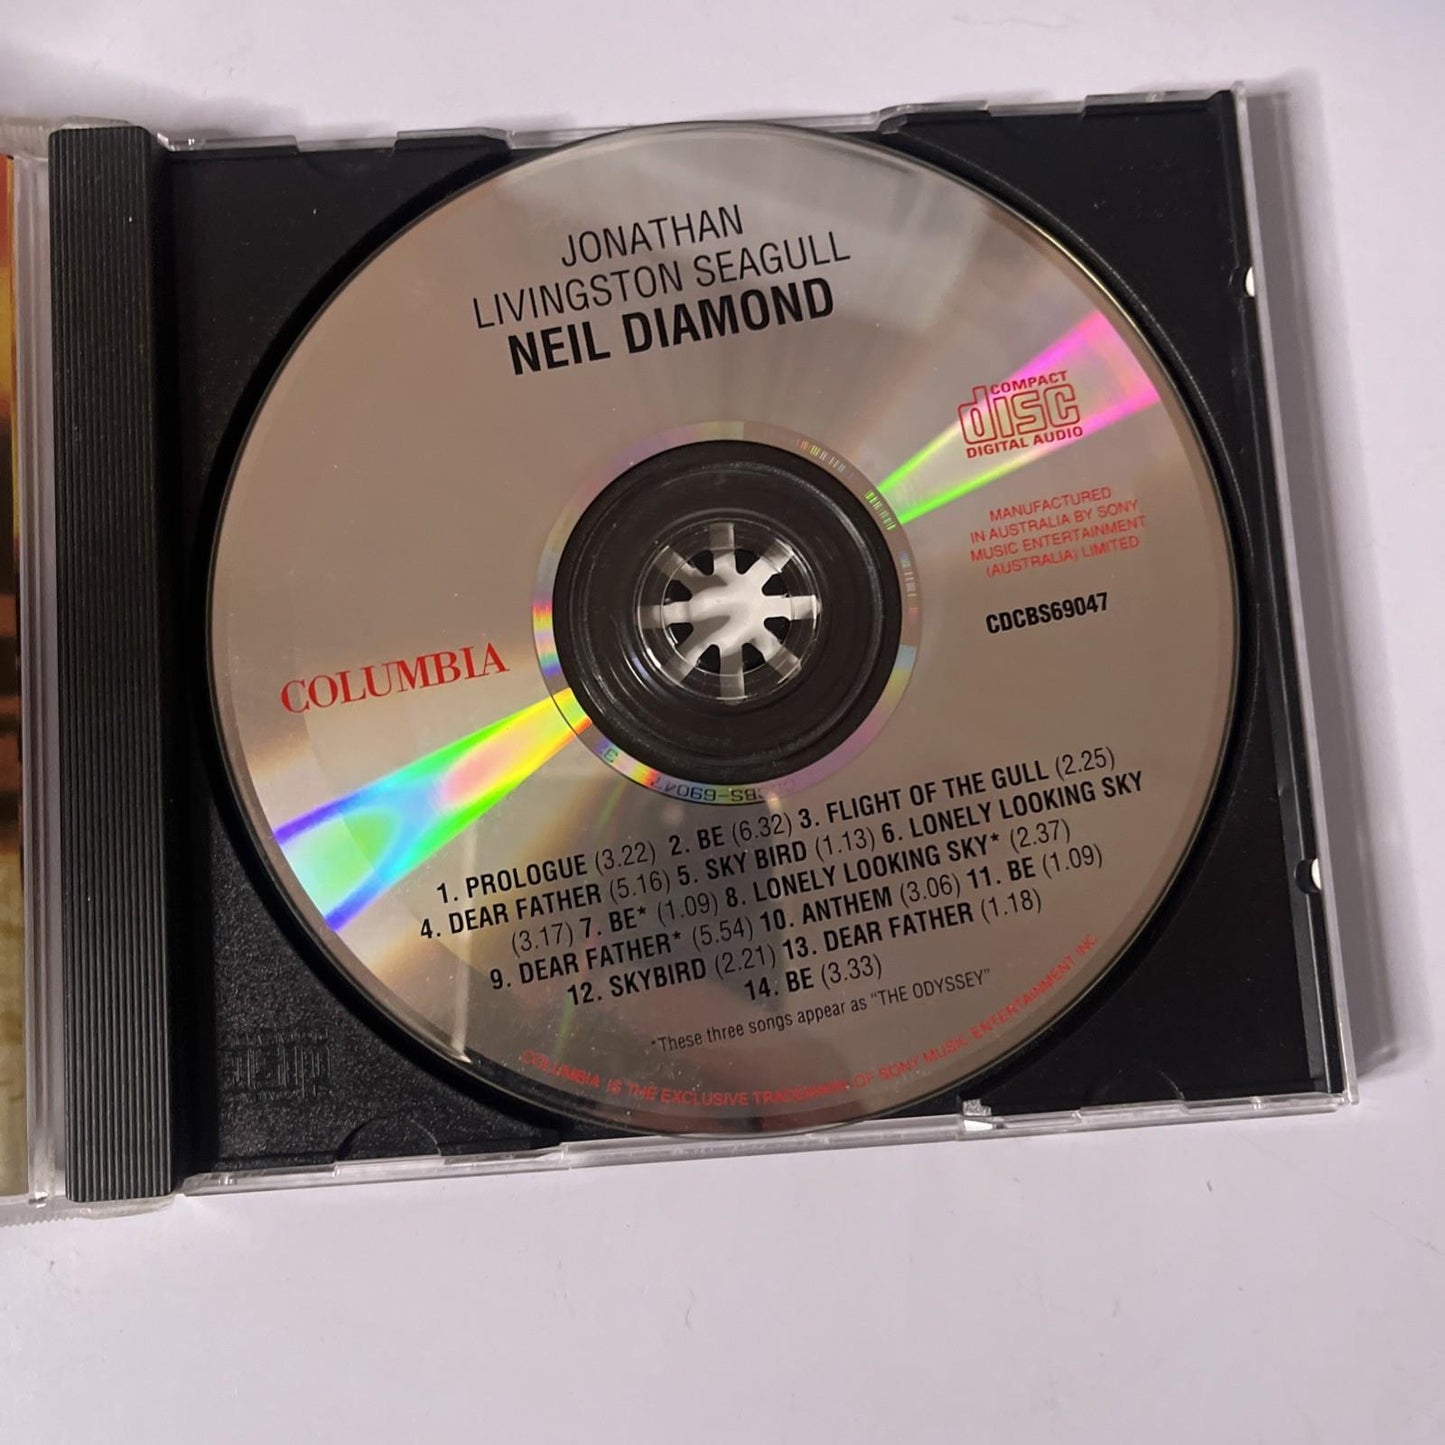 JONATHAN
LIVINGSTON SEAGULL
NEIL DIAMOND
COMPACT
disc
DIGITAL AUDIO
MANUFACTURED
IN AUSTRALIA BY SONY
MUSIC ENTERTAINMENT
(AUSTRALIA) LIMITED
CDCBS69047
COLUMBIA
1. PROLOGUE (3.22) 2. BE (6.32) 3. FLIGHT OF THE GULL (2.25)
4. DEAR FATHER (5.16) 5. SKY BIRD (1.13) 6. LONELY LOOKING SKY
(3.17) 7. BE* (1.09) 8. LONELY LOOKING SKY* (2.37)
9. DEAR FATHER* (5.54) 10. ANTHEM (3.06) 11. BE (1.09)
12. SKYBIRD (2.21) 13. DEAR FATHER (1.18)
14. BE (3.33)
*These three songs appear as "THE ODYSSEY"
COLUMBIA IS THE EXCLUSIVE TRADEMARK OF SONY MUSIC ENTERTAINMENT INC